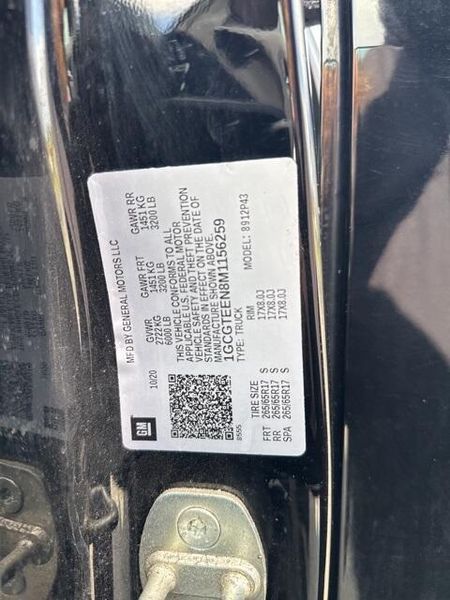 MFD BY GENERAL MOTORS LLC
10/20 GVWR GAWR FRT GAWR RR
2722 KG 1451 KG 1451 KG
6000 LB 3200 LB 3200 LB
THIS VEHICLE CONFORMS TO ALL
APPLICABLE U.S. FEDERAL MOTOR
VEHICLE SAFETY, AND THEFT PREVENTION
STANDARDS IN EFFECT ON THE DATE OF
MANUFACTURE SHOWN ABOVE.
1GCGTEEN8M1156259
TYPE: TRUCK MODEL: 8912P43
GM
8555
TIRE SIZE RIM
FRT 265/65R17 S 17X8.0J
RR 265/65R17 S 17X8.0J
SPA 265/65R17 S 17X8.0J